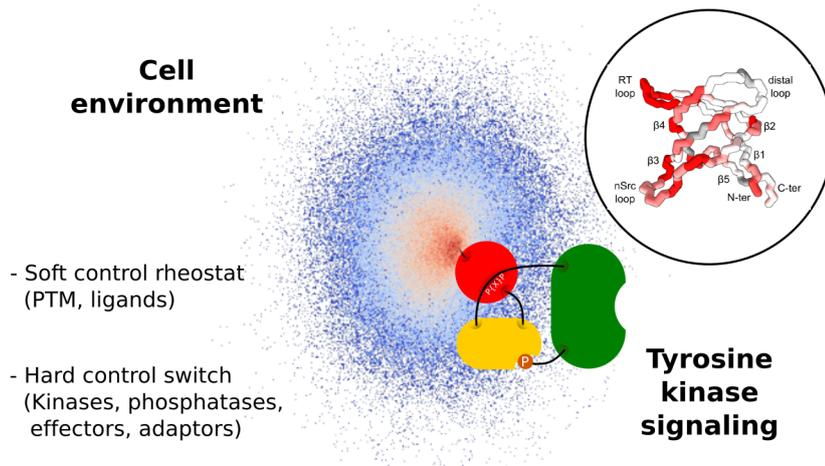 Cell
environment
- Soft control rheostat
(PTM, ligands)
- Hard control switch
(Kinases, phosphatases,
effectors, adaptors)
P(X)P
P
RT
loop
distal
loop
β4
β2
β3
β1
β5
nSrc
loop
N-ter
C-ter
Tyrosine
kinase
signaling